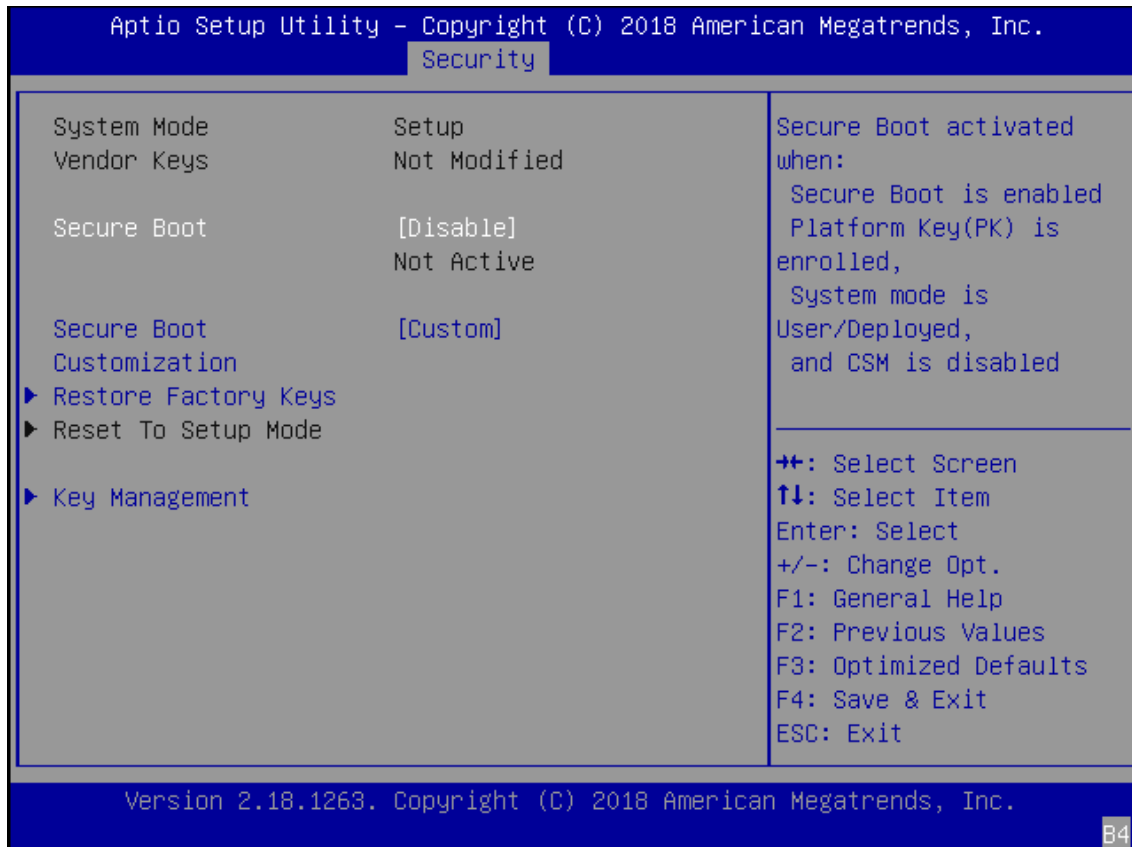 Aptio Setup Utility – Copyright (C) 2018 American Megatrends, Inc.
Security
System Mode Setup
Vendor Keys Not Modified
Secure Boot [Disable]
Not Active
Secure Boot [Custom]
Customization
Restore Factory Keys
Reset To Setup Mode
Key Management
Secure Boot activated
when:
Secure Boot is enabled
Platform Key(PK) is
enrolled,
System mode is
User/Deployed,
and CSM is disabled
→←: Select Screen
↑↓: Select Item
Enter: Select
+/-: Change Opt.
F1: General Help
F2: Previous Values
F3: Optimized Defaults
F4: Save & Exit
ESC: Exit
Version 2.18.1263. Copyright (C) 2018 American Megatrends, Inc.
B4